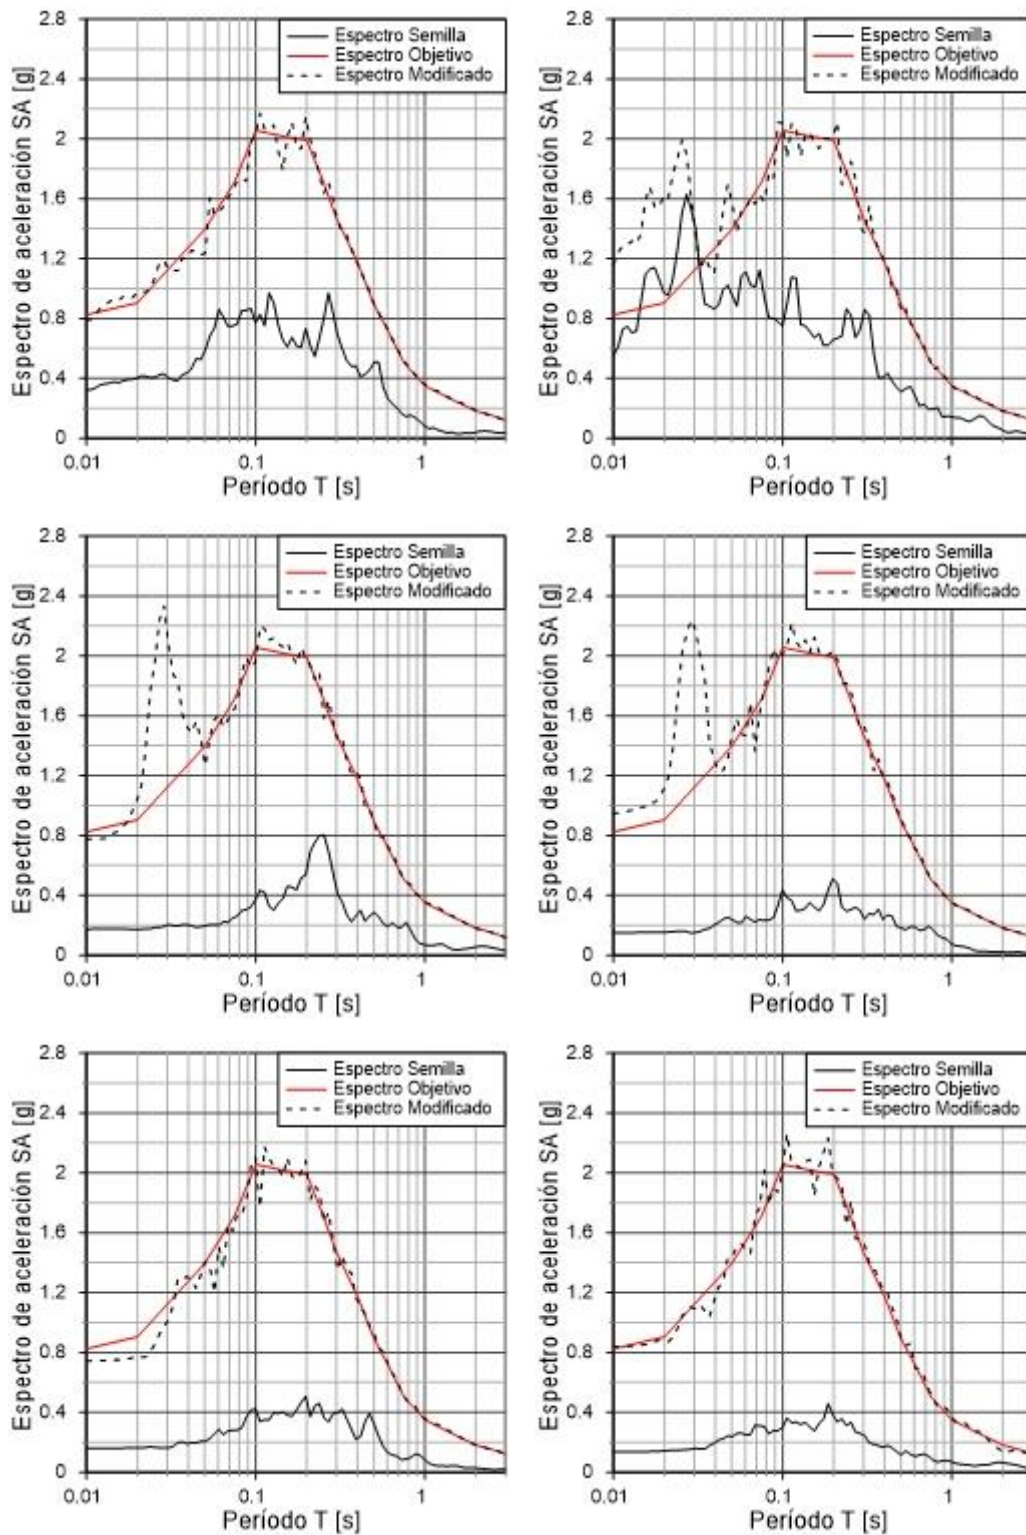 2.8
2.4
2
1.6
1.2
0.8
0.4
0
0.01 0.1 1
Espectro de aceleración SA [g]
Período T [s]
Espectro Semilla
Espectro Objetivo
Espectro Modificado
2.8
2.4
2
1.6
1.2
0.8
0.4
0
0.01 0.1 1
Espectro de aceleración SA [g]
Período T [s]
Espectro Semilla
Espectro Objetivo
Espectro Modificado
2.8
2.4
2
1.6
1.2
0.8
0.4
0
0.01 0.1 1
Espectro de aceleración SA [g]
Período T [s]
Espectro Semilla
Espectro Objetivo
Espectro Modificado
2.8
2.4
2
1.6
1.2
0.8
0.4
0
0.01 0.1 1
Espectro de aceleración SA [g]
Período T [s]
Espectro Semilla
Espectro Objetivo
Espectro Modificado
2.8
2.4
2
1.6
1.2
0.8
0.4
0
0.01 0.1 1
Espectro de aceleración SA [g]
Período T [s]
Espectro Semilla
Espectro Objetivo
Espectro Modificado
2.8
2.4
2
1.6
1.2
0.8
0.4
0
0.01 0.1 1
Espectro de aceleración SA [g]
Período T [s]
Espectro Semilla
Espectro Objetivo
Espectro Modificado